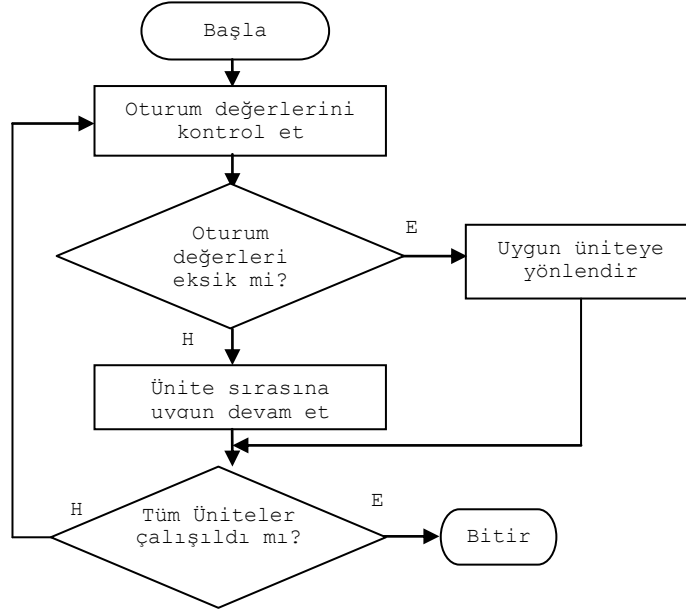 Başla
Oturum değerlerini
kontrol et
Oturum
değerleri
eksik mi?
E
Uygun üniteye
yönlendir
H
Ünite sırasına
uygun devam et
H
Tüm Üniteler
çalışıldı mı?
E
Bitir